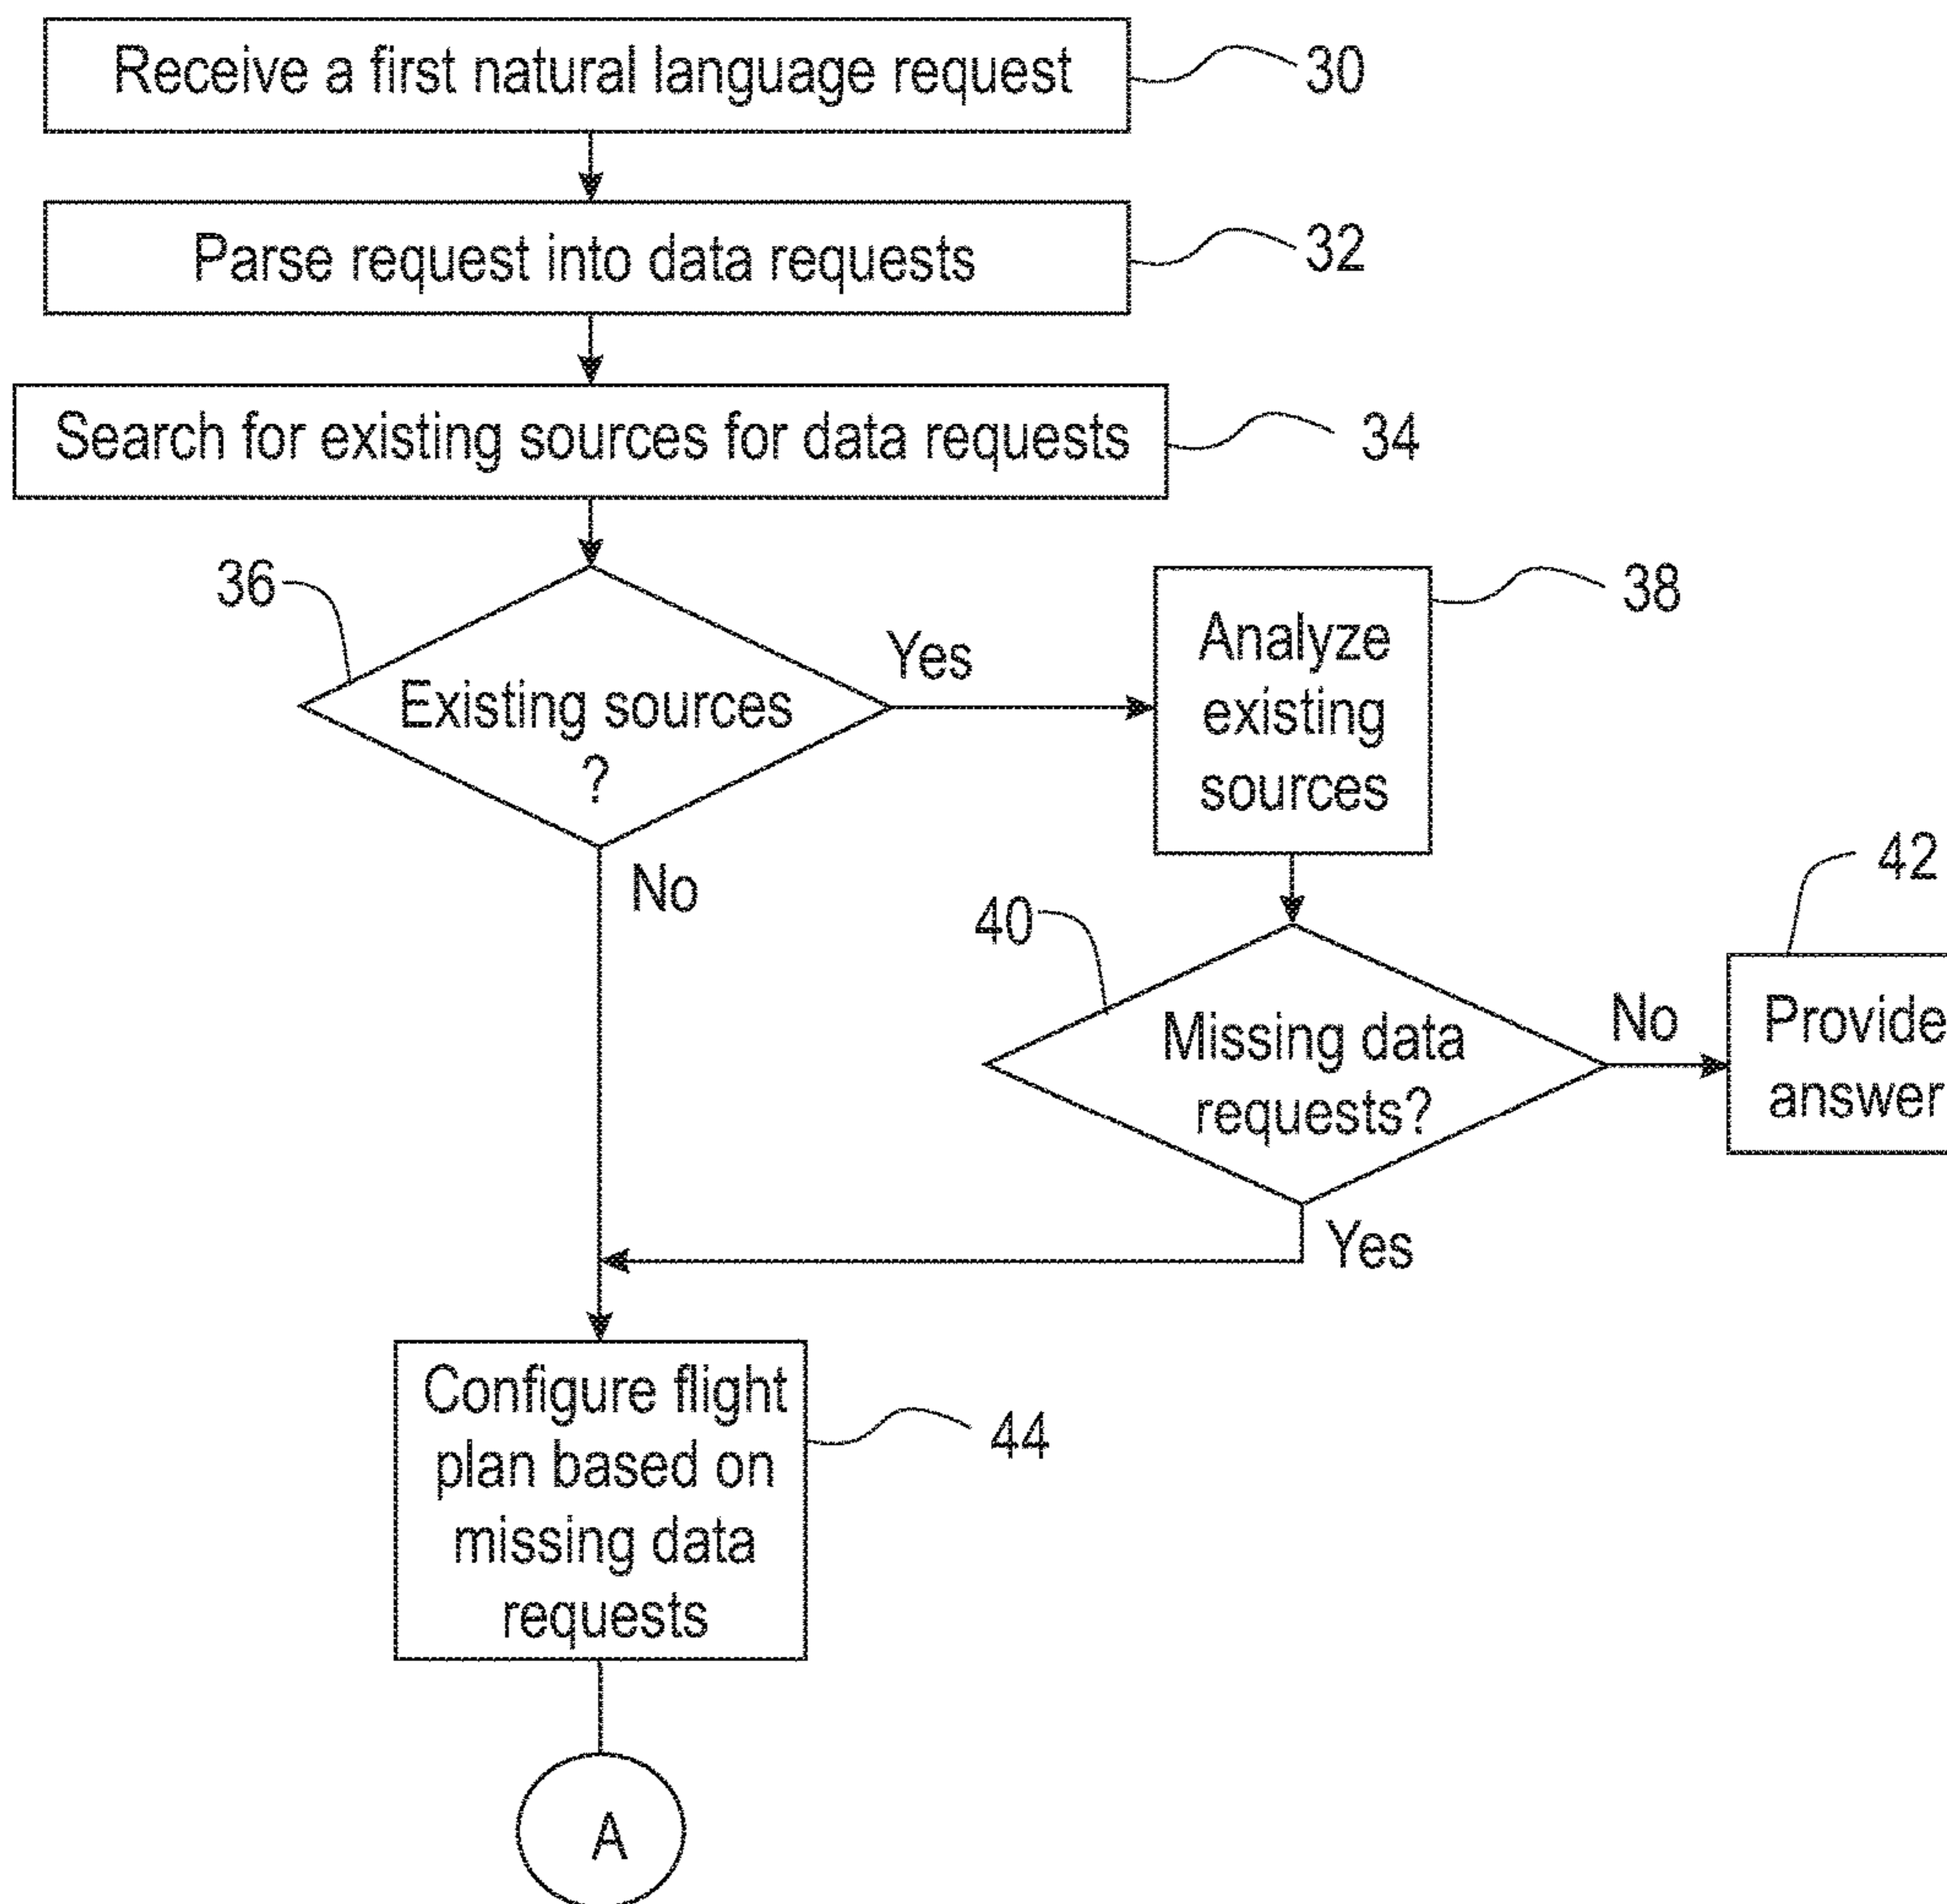 Receive a first natural language request
30
Parse request into data requests
32
Search for existing sources for data requests
34
36
Existing sources
?
Yes
No
38
Analyze
existing
sources
40
Missing data
requests?
No
Yes
42
Provide
answer
Configure flight
plan based on
missing data
requests
44
A